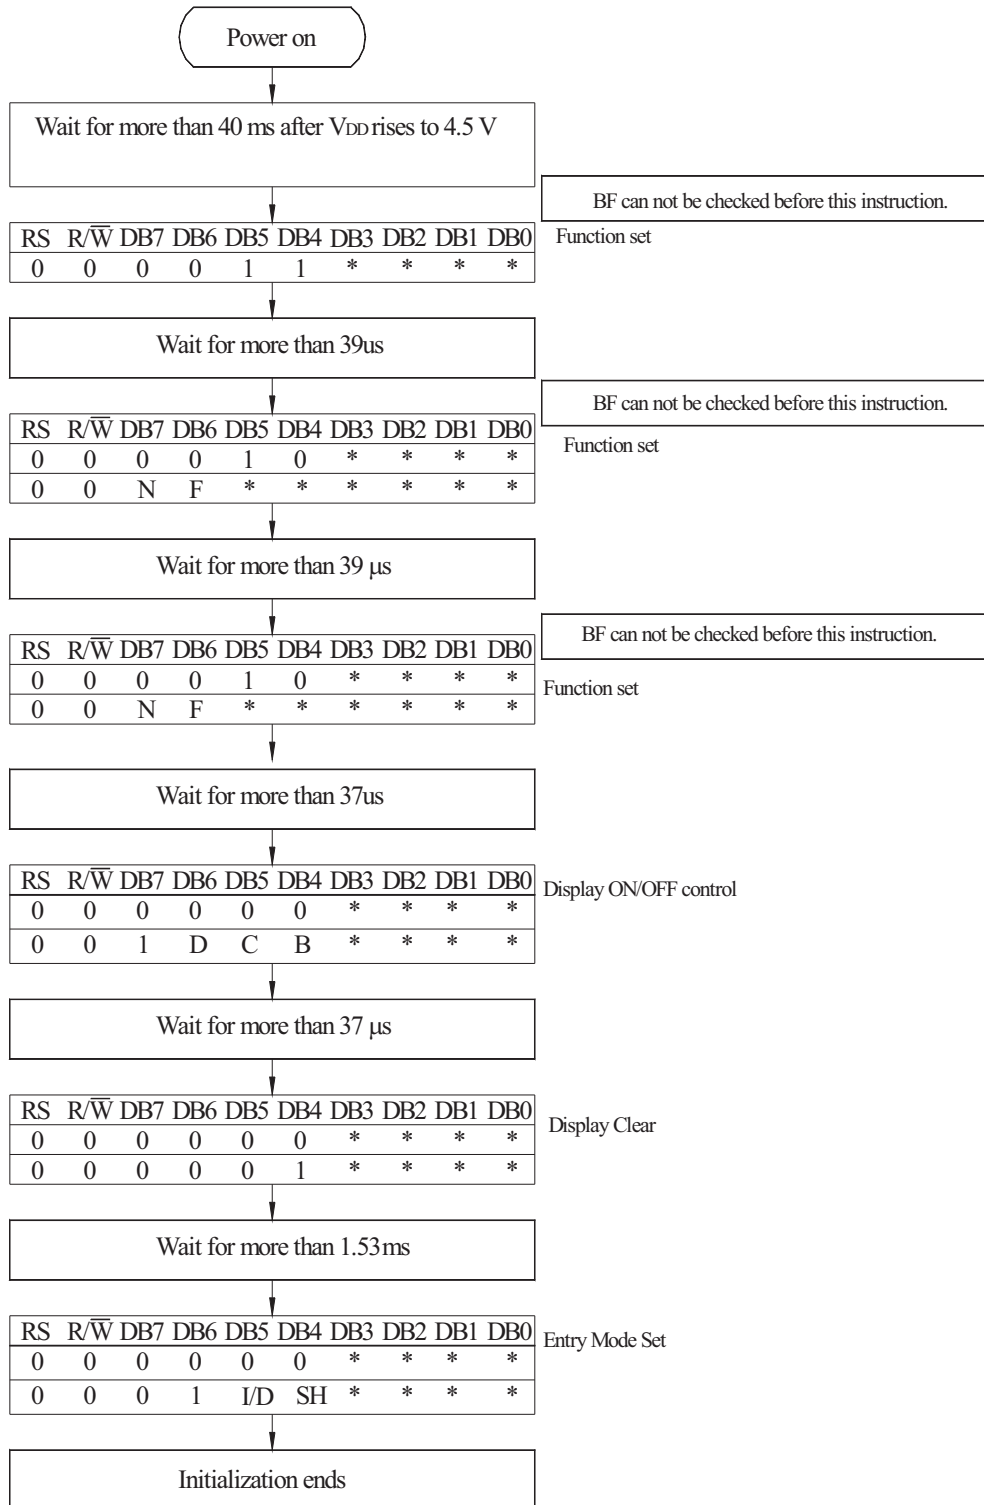 Power on
Wait for more than 40 ms after VDD rises to 4.5 V
BF can not be checked before this instruction.
RS R/W̅ DB7 DB6 DB5 DB4 DB3 DB2 DB1 DB0
Function set
0 0 0 0 1 1 * * * *
Wait for more than 39us
BF can not be checked before this instruction.
RS R/W̅ DB7 DB6 DB5 DB4 DB3 DB2 DB1 DB0
Function set
0 0 0 0 1 0 * * * *
0 0 N F * * * * * *
Wait for more than 39 μs
BF can not be checked before this instruction.
RS R/W̅ DB7 DB6 DB5 DB4 DB3 DB2 DB1 DB0
0 0 0 0 1 0 * * * *
Function set
0 0 N F * * * * * *
Wait for more than 37us
RS R/W̅ DB7 DB6 DB5 DB4 DB3 DB2 DB1 DB0
Display ON/OFF control
0 0 0 0 0 0 * * * *
0 0 1 D C B * * * *
Wait for more than 37 μs
RS R/W̅ DB7 DB6 DB5 DB4 DB3 DB2 DB1 DB0
Display Clear
0 0 0 0 0 0 * * * *
0 0 0 0 0 1 * * * *
Wait for more than 1.53ms
RS R/W̅ DB7 DB6 DB5 DB4 DB3 DB2 DB1 DB0
Entry Mode Set
0 0 0 0 0 0 * * * *
0 0 0 1 I/D SH * * * *
Initialization ends